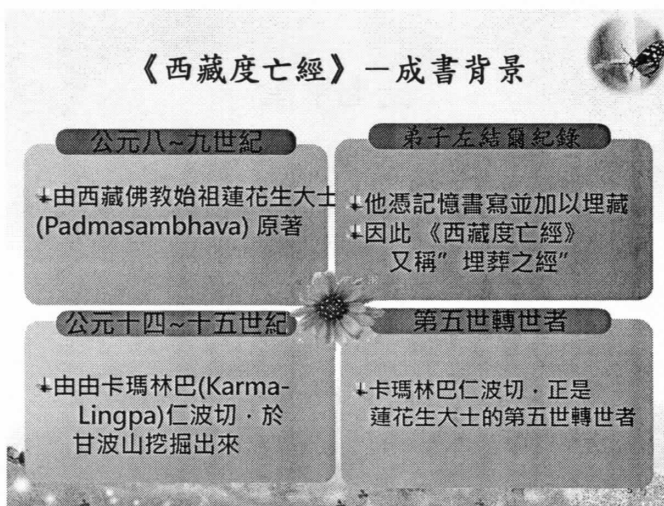 《西藏度亡經》－成書背景
公元八~九世紀
由西藏佛教始祖蓮花生大士
(Padmasambhava) 原著
弟子左結爾紀錄
他憑記憶書寫並加以埋藏
因此 《西藏度亡經》
又稱” 埋葬之經”
公元十四~十五世紀
由由卡瑪林巴(Karma-
Lingpa)仁波切．於
甘波山挖掘出來
第五世轉世者
卡瑪林巴仁波切．正是
蓮花生大士的第五世轉世者